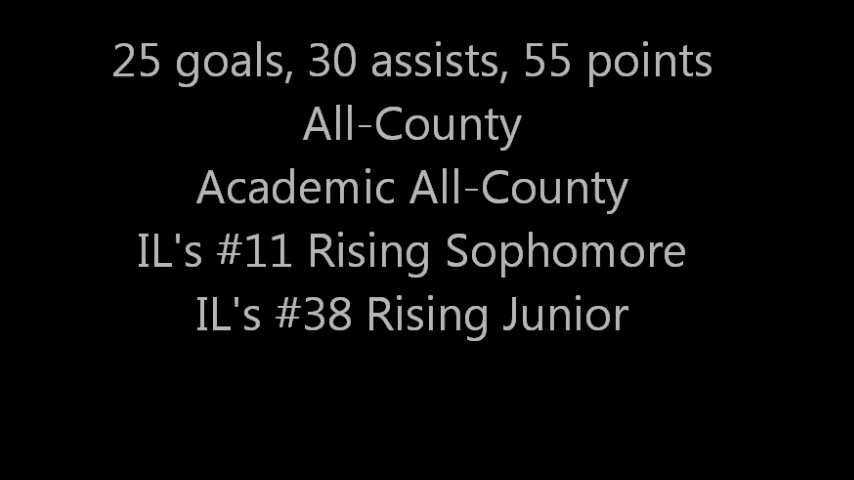 25 goals, 30 assists, 55 points
All-County
Academic All-County
IL's #11 Rising Sophomore
IL's #38 Rising Junior